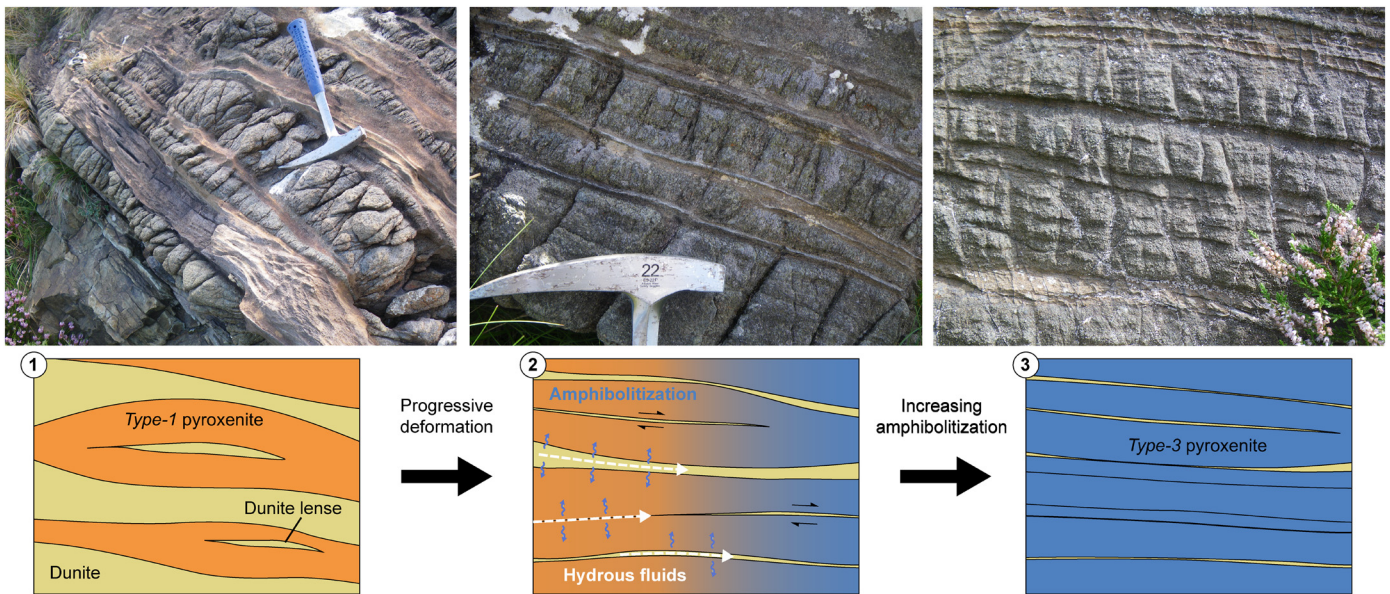 22
1
Type-1 pyroxenite
Dunite lense
Dunite
Progressive
deformation
2
Amphibolitization
Hydrous fluids
Increasing
amphibolitization
3
Type-3 pyroxenite